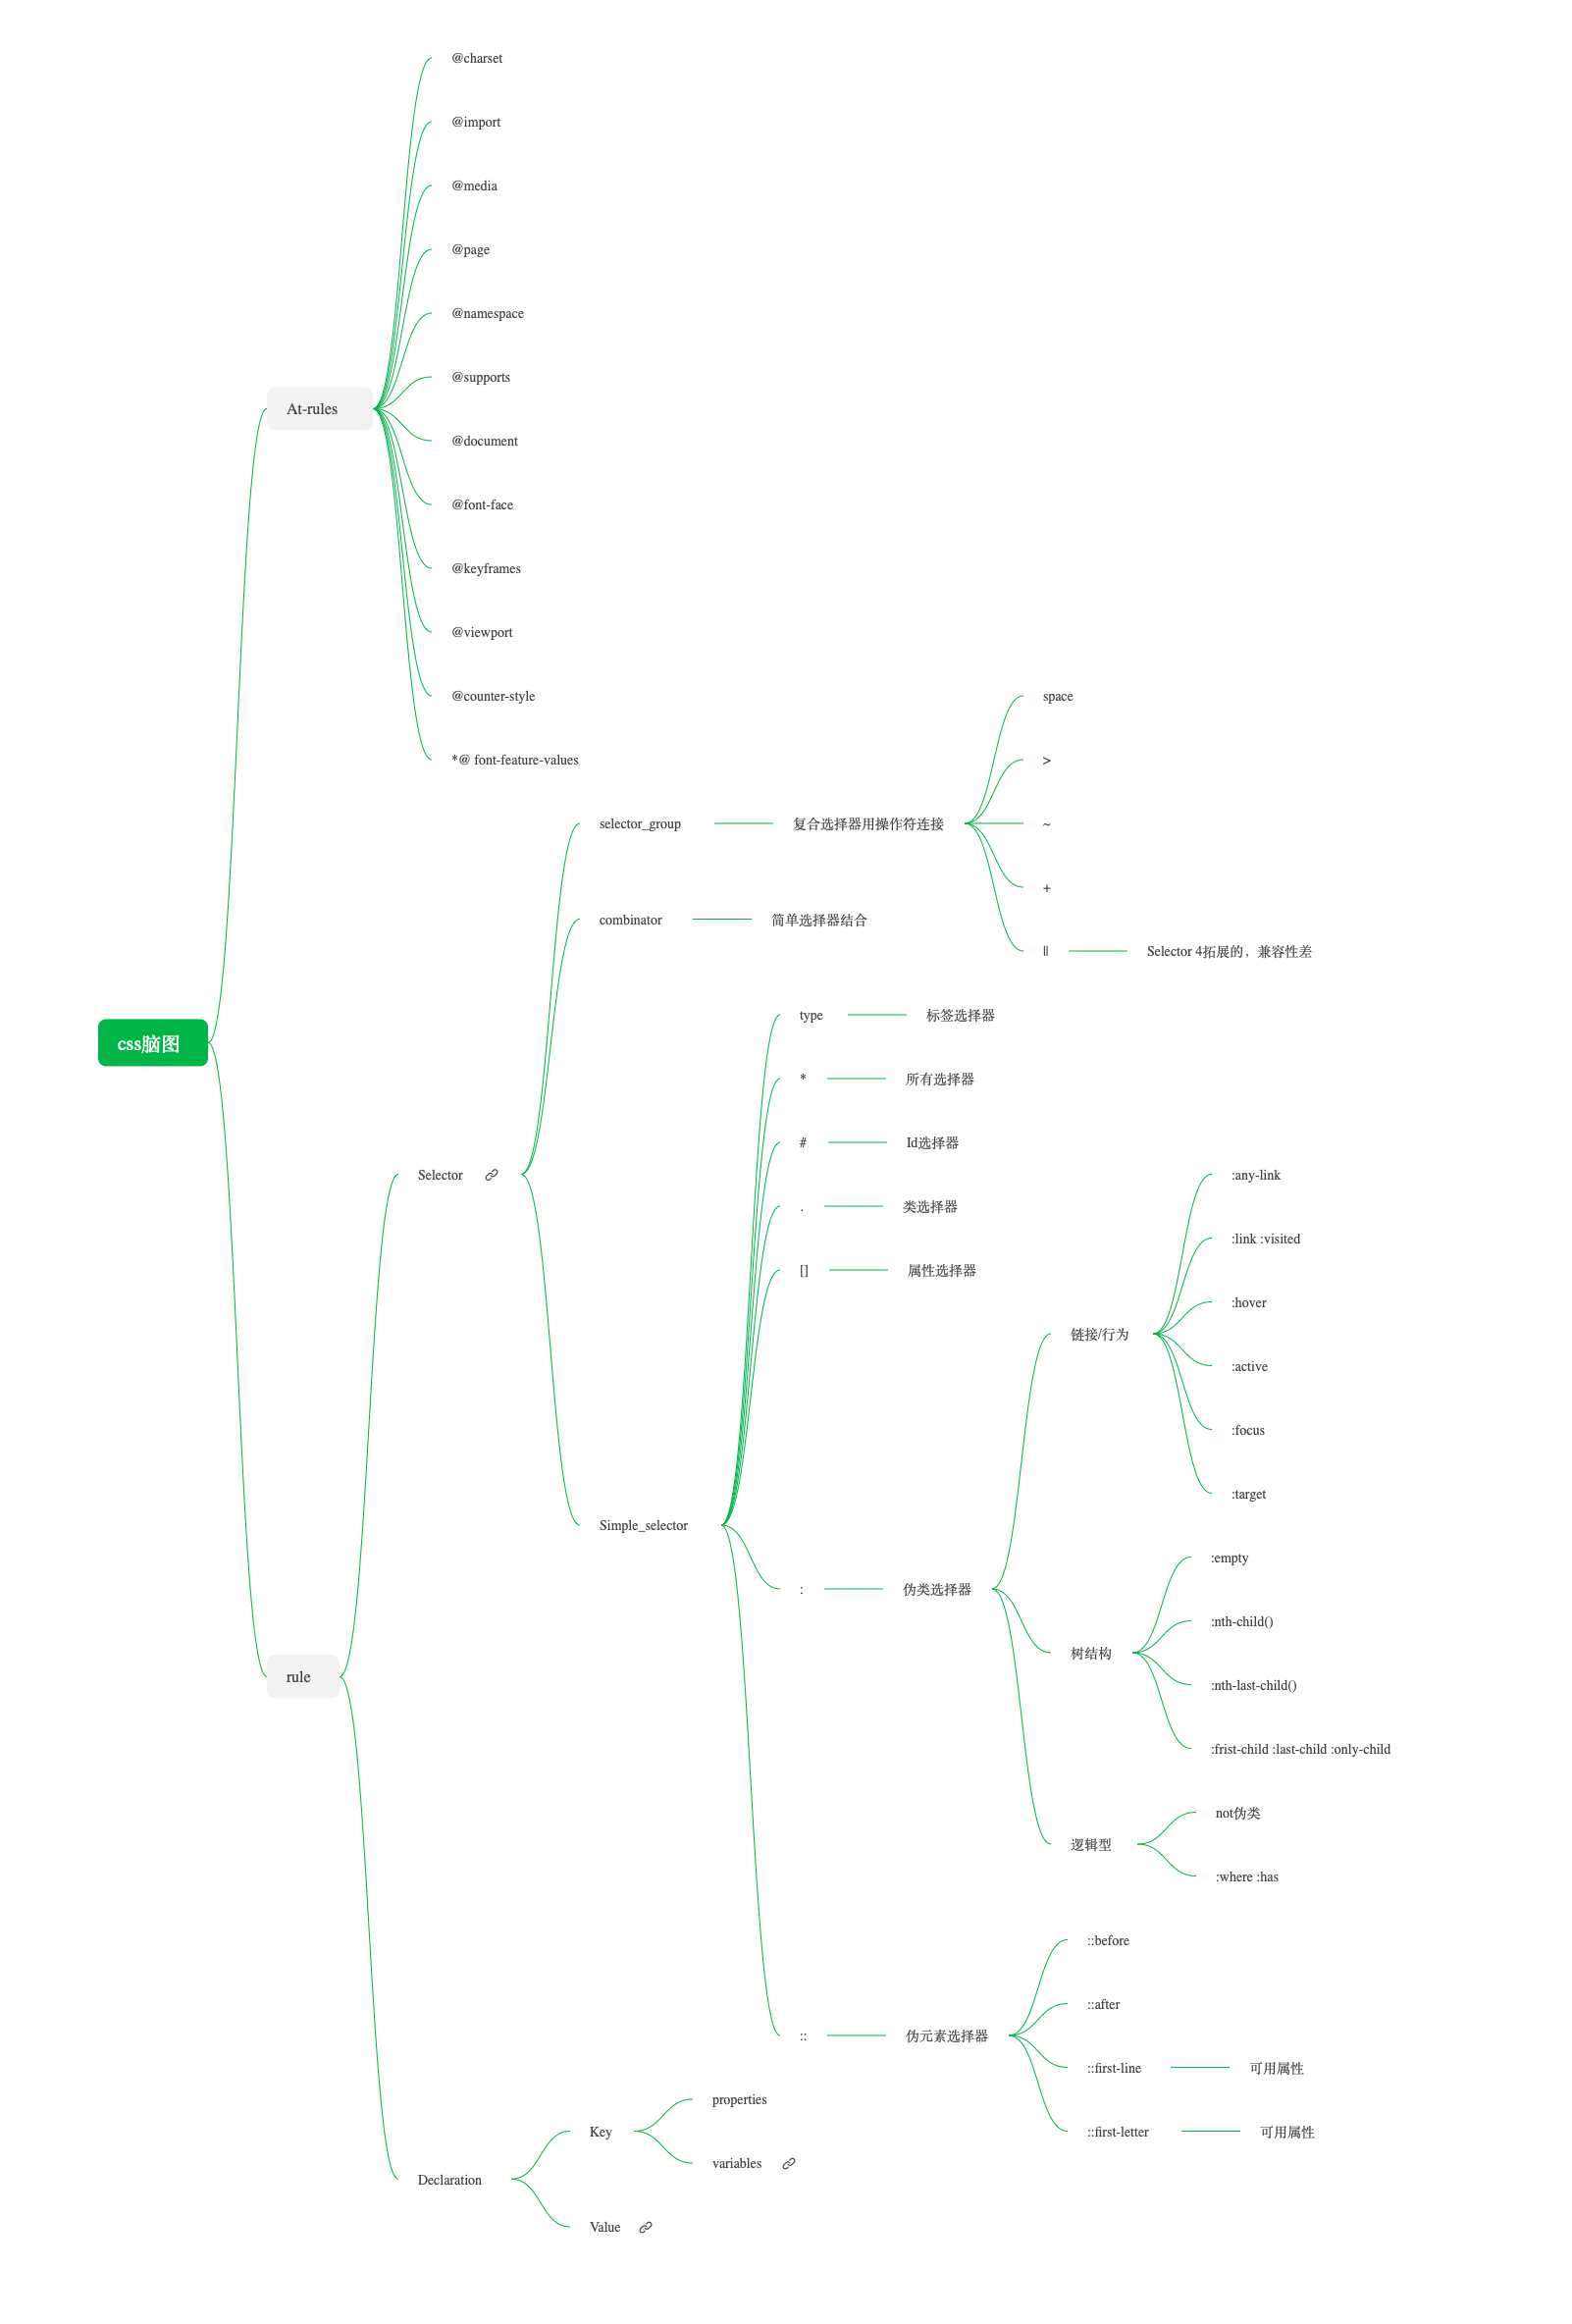 @charset
@import
@media
@page
@namespace
@supports
At-rules
@document
@font-face
@keyframes
@viewport
@counter-style
*@ font-feature-values
space
>
~
+
||
Selector 4拓展的，兼容性差
selector_group
复合选择器用操作符连接
combinator
简单选择器结合
css脑图
type
标签选择器
*
所有选择器
#
Id选择器
.
类选择器
[]
属性选择器
Selector
:any-link
:link :visited
:hover
链接/行为
:active
:focus
:target
Simple_selector
:
伪类选择器
:empty
:nth-child()
树结构
:nth-last-child()
:frist-child :last-child :only-child
rule
not伪类
逻辑型
:where :has
::before
::after
::
伪元素选择器
::first-line
可用属性
::first-letter
可用属性
properties
Key
variables
Declaration
Value